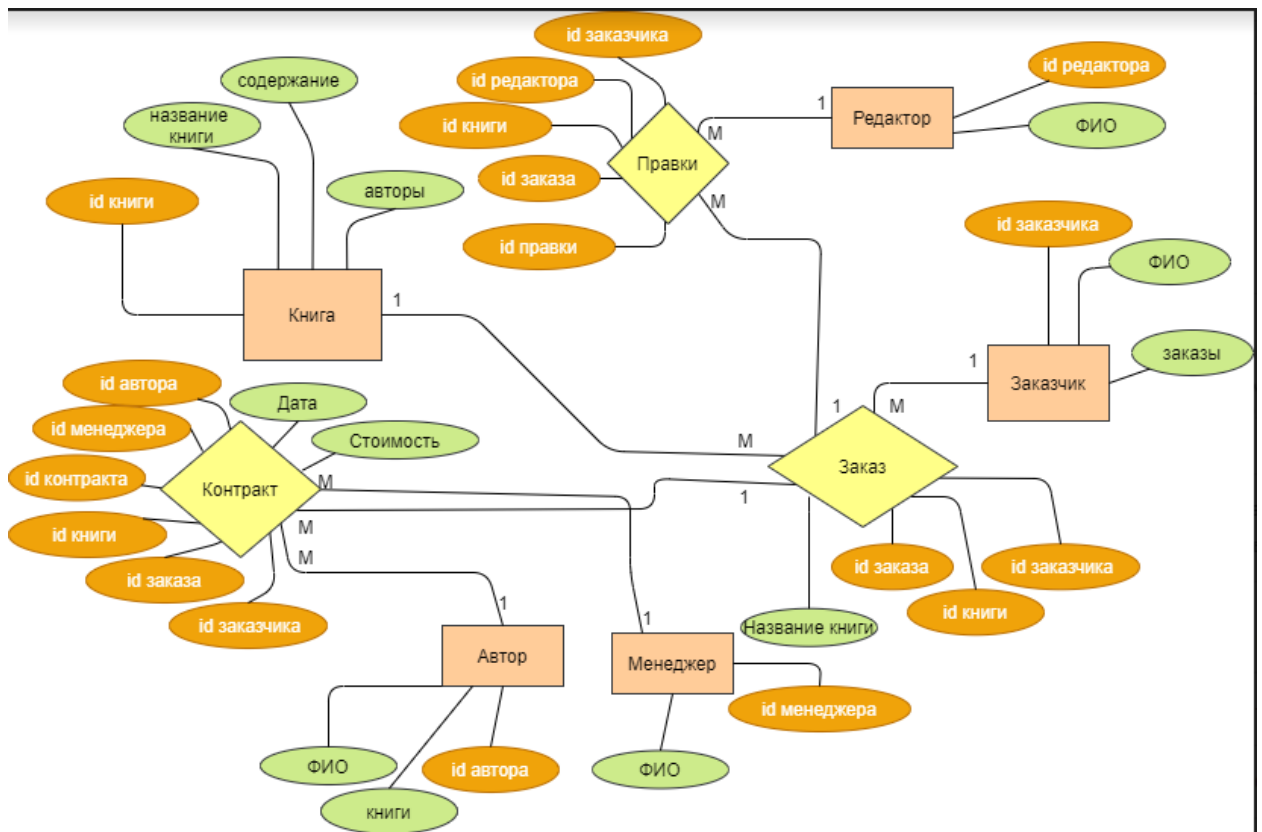 id заказчика
id редактора
id редактора
содержание
1
Редактор
ФИО
название
книги
id книги
М
Правки
авторы
id заказа
id книги
М
id правки
id заказчика
ФИО
Книга
1
заказы
1
Заказчик
id автора
Дата
1
М
id менеджера
Стоимость
М
Заказ
id контракта
Контракт
М
1
id книги
М
М
id заказа
id заказа
id заказчика
id книги
id заказчика
1
1
Название книги
Автор
Менеджер
id менеджера
ФИО
id автора
ФИО
книги